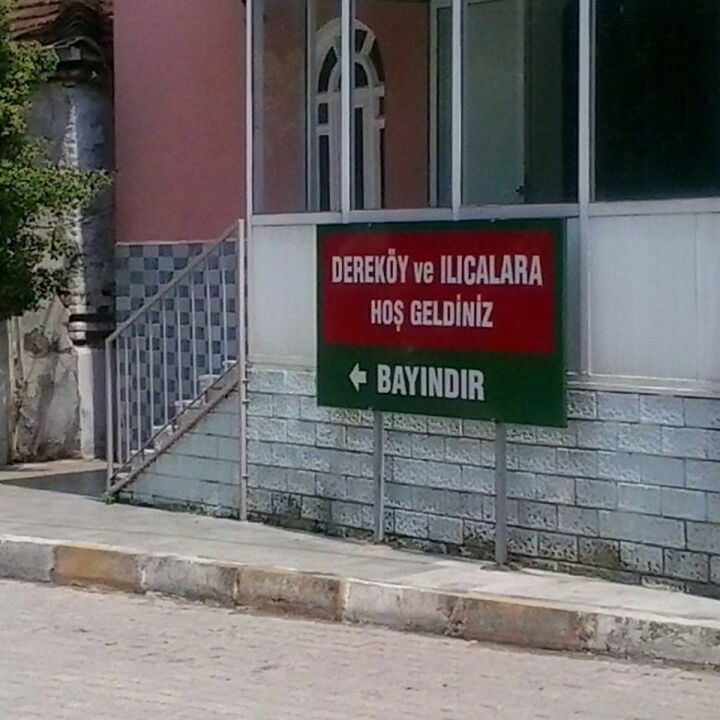 DEREKÖY ve ILICALARA
HOŞ GELDİNİZ
← BAYINDIR